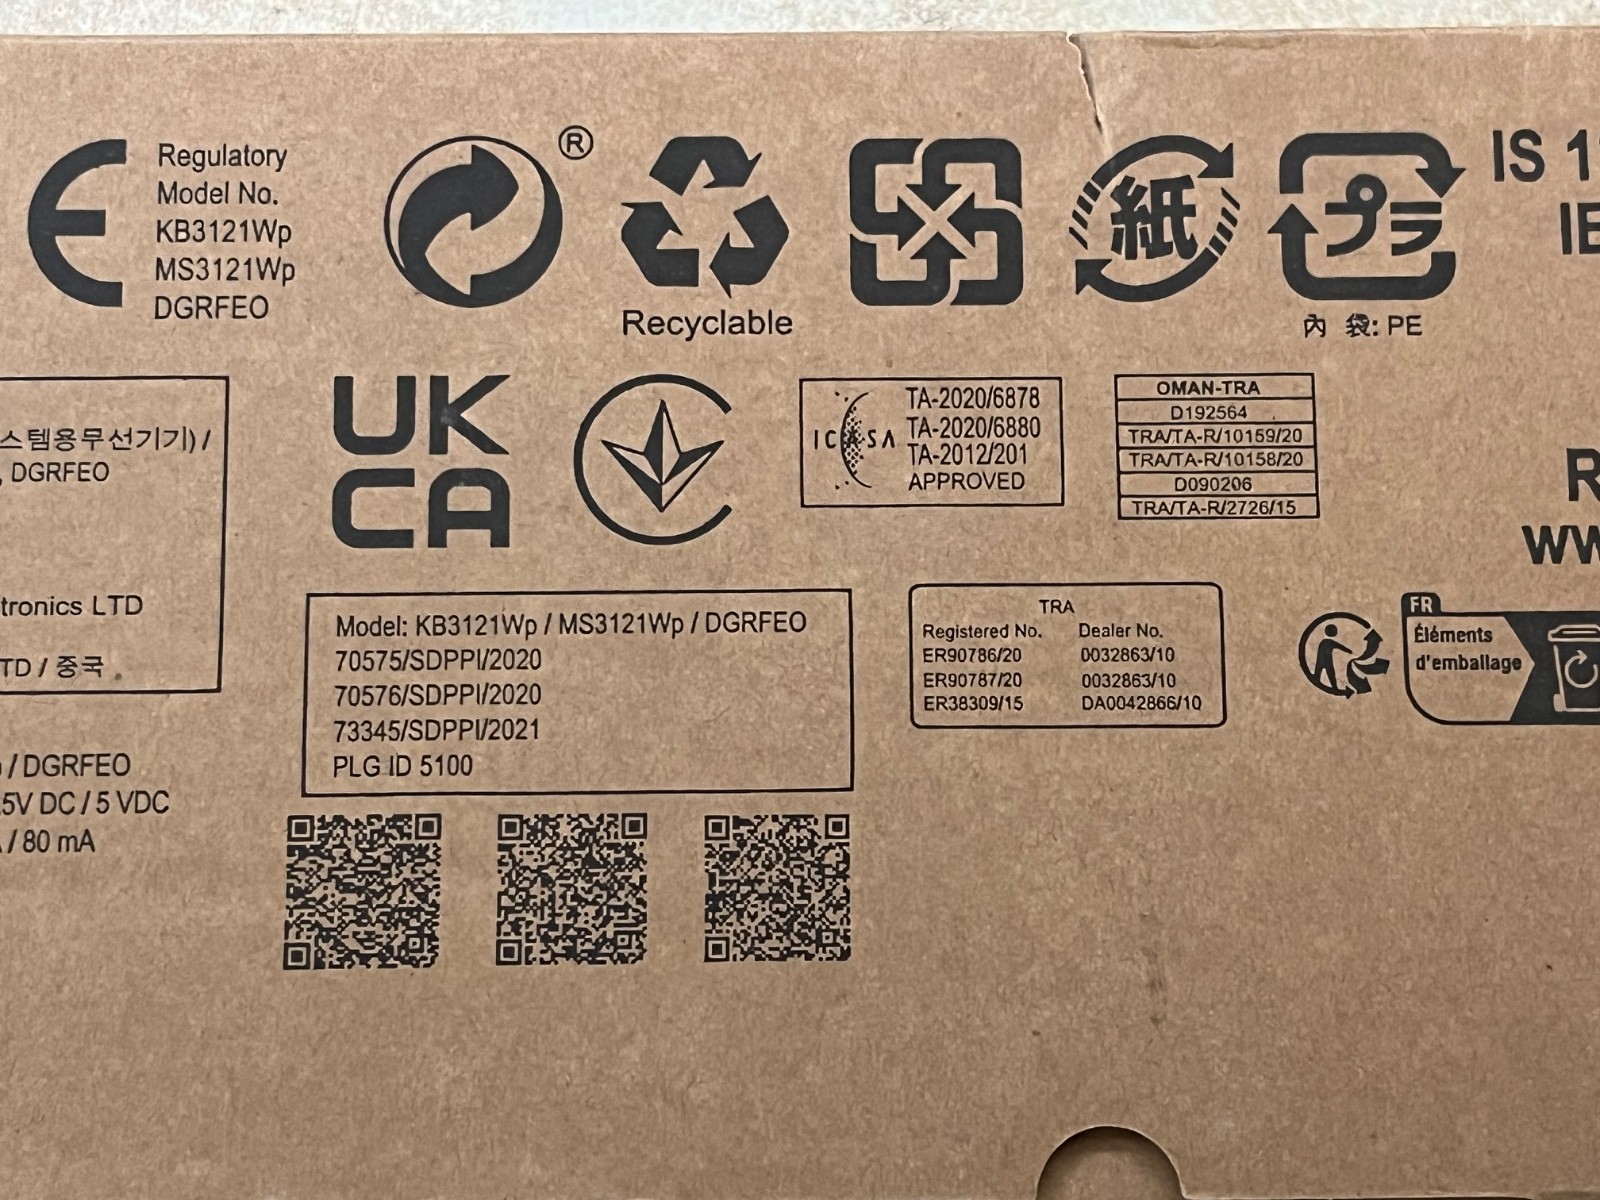 CE
Regulatory
Model No.
KB3121Wp
MS3121Wp
DGRFEO
®
Recyclable
紙
プラ
內 袋: PE
IS
스템용무선기기) /
, DGRFEO
tronics LTD
TD / 중국
/ DGRFEO
5V DC / 5 VDC
/ 80 mA
UK
CA
ICASA
TA-2020/6878
TA-2020/6880
TA-2012/201
APPROVED
OMAN-TRA
D192564
TRA/TA-R/10159/20
TRA/TA-R/10158/20
D090206
TRA/TA-R/2726/15
Model: KB3121Wp / MS3121Wp / DGRFEO
70575/SDPPI/2020
70576/SDPPI/2020
73345/SDPPI/2021
PLG ID 5100
TRA
Registered No. Dealer No.
ER90786/20 0032863/10
ER90787/20 0032863/10
ER38309/15 DA0042866/10
FR
Éléments
d'emballage